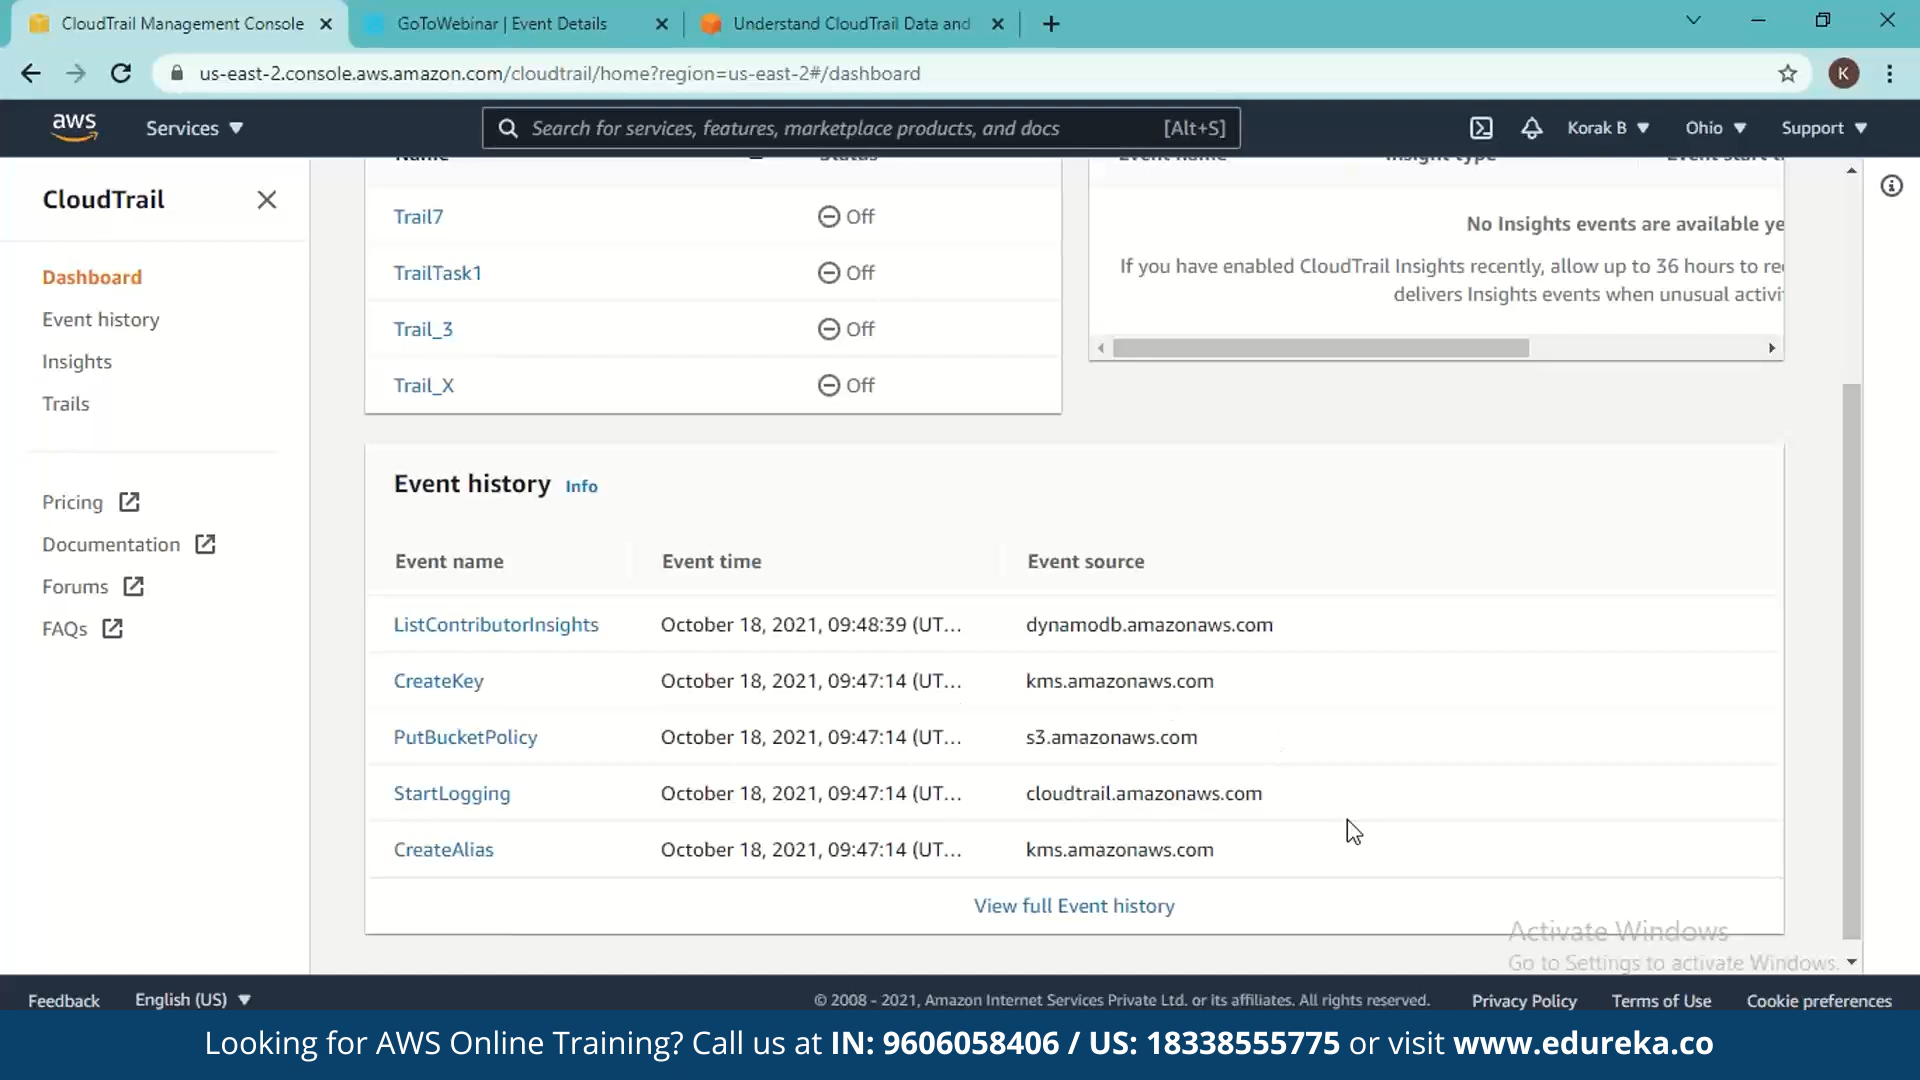 CloudTrail Management Console
GoToWebinar | Event Details
Understand CloudTrail Data and
us-east-2.console.aws.amazon.com/cloudtrail/home?region=us-east-2#/dashboard
K
aws
Services
Search for services, features, marketplace products, and docs [Alt+S]
Korak B
Ohio
Support
CloudTrail
Dashboard
Event history
Insights
Trails
Pricing
Documentation
Forums
FAQs
Name Status
Trail7 Off
TrailTask1 Off
Trail_3 Off
Trail_X Off
Event name Insight type Event start t
No Insights events are available ye
If you have enabled CloudTrail Insights recently, allow up to 36 hours to re
delivers Insights events when unusual activi
Event history Info
Event name Event time Event source
ListContributorInsights October 18, 2021, 09:48:39 (UT... dynamodb.amazonaws.com
CreateKey October 18, 2021, 09:47:14 (UT... kms.amazonaws.com
PutBucketPolicy October 18, 2021, 09:47:14 (UT... s3.amazonaws.com
StartLogging October 18, 2021, 09:47:14 (UT... cloudtrail.amazonaws.com
CreateAlias October 18, 2021, 09:47:14 (UT... kms.amazonaws.com
View full Event history
Activate Windows
Go to Settings to activate Windows.
Feedback English (US) © 2008 - 2021, Amazon Internet Services Private Ltd. or its affiliates. All rights reserved. Privacy Policy Terms of Use Cookie preferences
Looking for AWS Online Training? Call us at IN: 9606058406 / US: 18338555775 or visit www.edureka.co